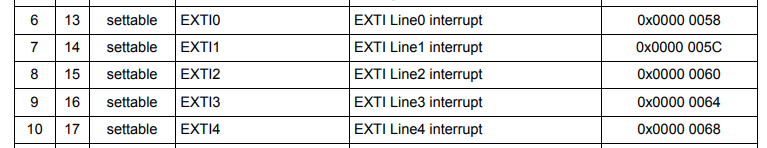 6 13 settable EXTI0 EXTI Line0 interrupt 0x0000 0058
7 14 settable EXTI1 EXTI Line1 interrupt 0x0000 005C
8 15 settable EXTI2 EXTI Line2 interrupt 0x0000 0060
9 16 settable EXTI3 EXTI Line3 interrupt 0x0000 0064
10 17 settable EXTI4 EXTI Line4 interrupt 0x0000 0068